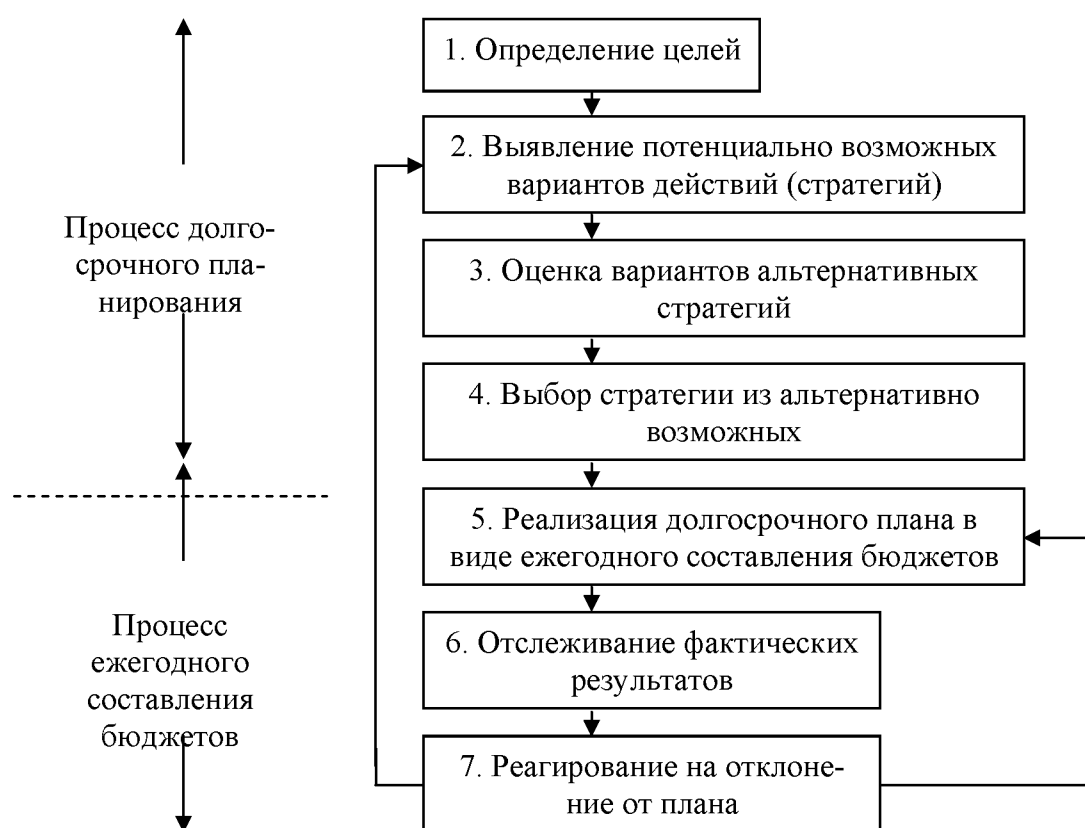 1. Определение целей
2. Выявление потенциально возможных
вариантов действий (стратегий)
Процесс долго-
срочного пла-
нирования
3. Оценка вариантов альтернативных
стратегий
4. Выбор стратегии из альтернативно
возможных
5. Реализация долгосрочного плана в
виде ежегодного составления бюджетов
Процесс
ежегодного
составления
бюджетов
6. Отслеживание фактических
результатов
7. Реагирование на отклоне-
ние от плана